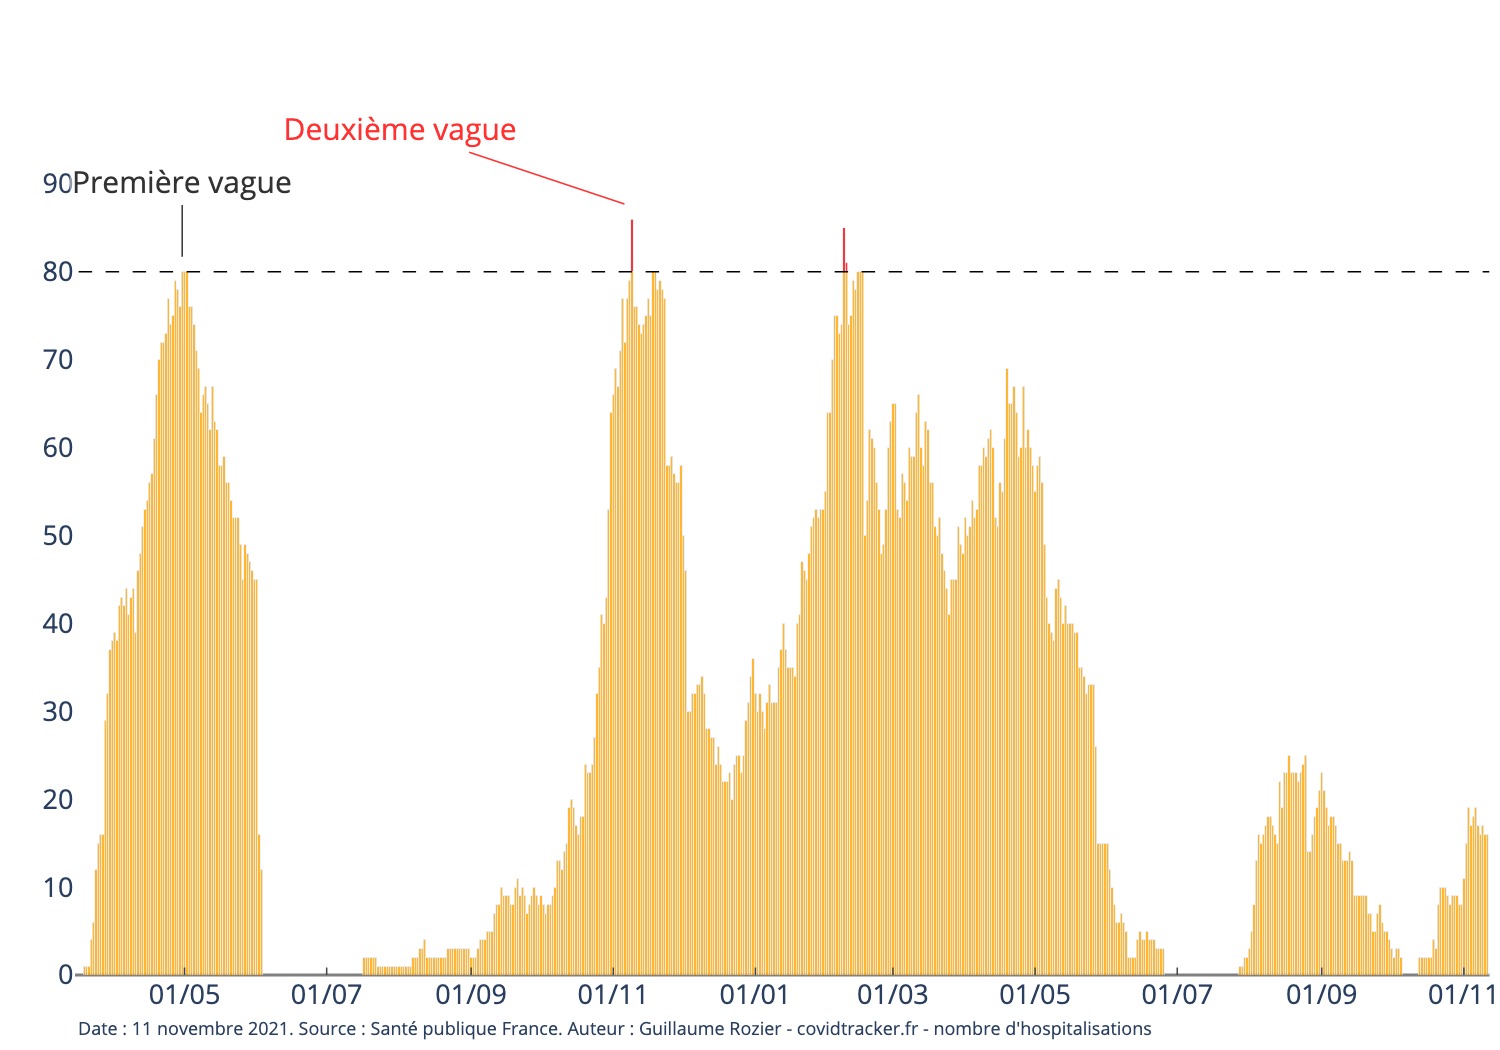 Deuxième vague
90 Première vague
80
70
60
50
40
30
20
10
0
01/05 01/07 01/09 01/11 01/01 01/03 01/05 01/07 01/09 01/11
Date : 11 novembre 2021. Source : Santé publique France. Auteur : Guillaume Rozier - covidtracker.fr - nombre d'hospitalisations